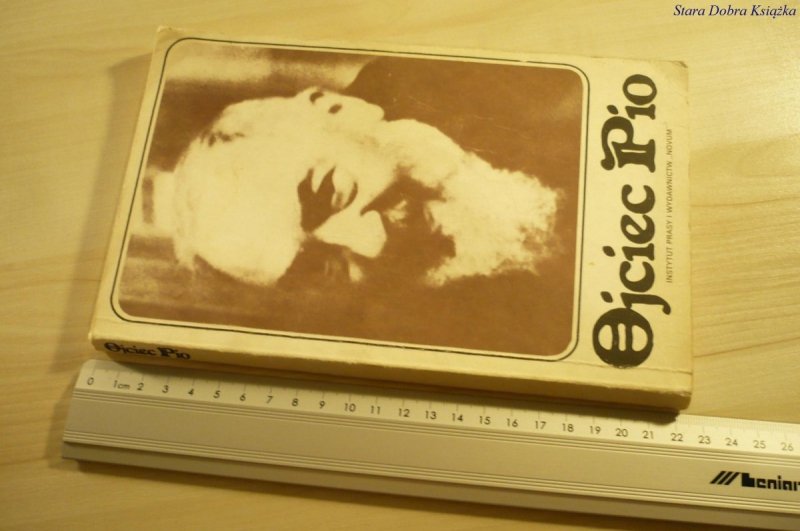 Stara Dobra Książka
Ojciec Pio
INSTYTUT PRASY I WYDAWNICTW „NOVUM"
Ojciec Pio
0 1cm 2 3 4 5 6 7 8 9 10 11 12 13 14 15 16 17 18 19 20 21 22 23 24 25 26